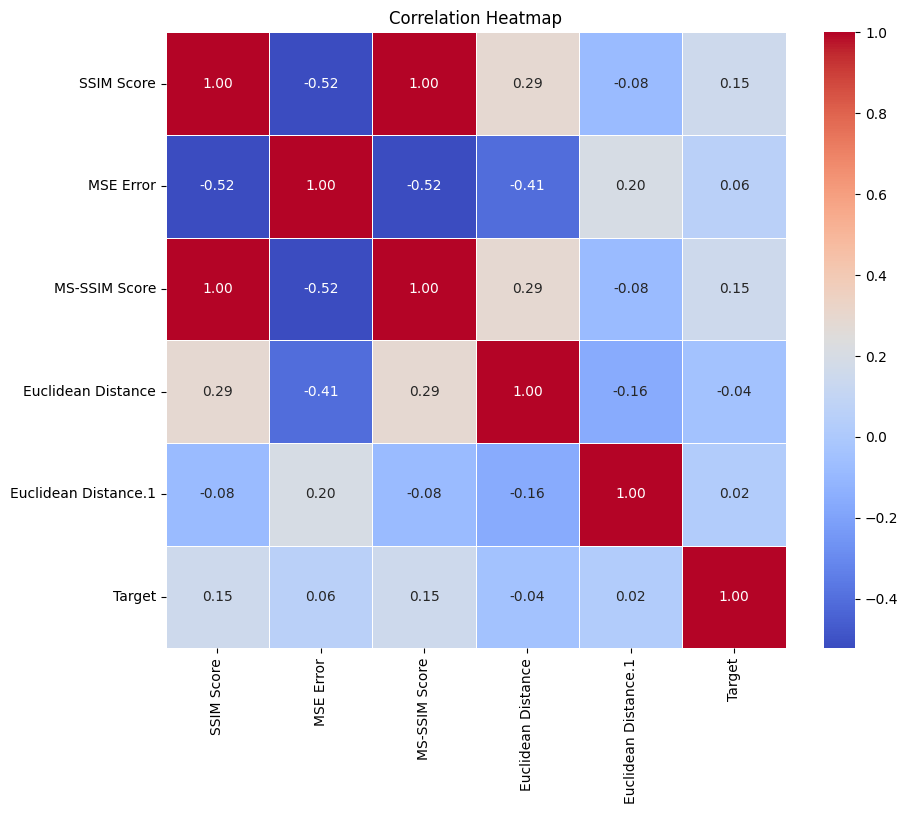 Correlation Heatmap
SSIM Score 1.00 -0.52 1.00 0.29 -0.08 0.15
MSE Error -0.52 1.00 -0.52 -0.41 0.20 0.06
MS-SSIM Score 1.00 -0.52 1.00 0.29 -0.08 0.15
Euclidean Distance 0.29 -0.41 0.29 1.00 -0.16 -0.04
Euclidean Distance.1 -0.08 0.20 -0.08 -0.16 1.00 0.02
Target 0.15 0.06 0.15 -0.04 0.02 1.00
SSIM Score
MSE Error
MS-SSIM Score
Euclidean Distance
Euclidean Distance.1
Target
1.0
0.8
0.6
0.4
0.2
0.0
−0.2
−0.4